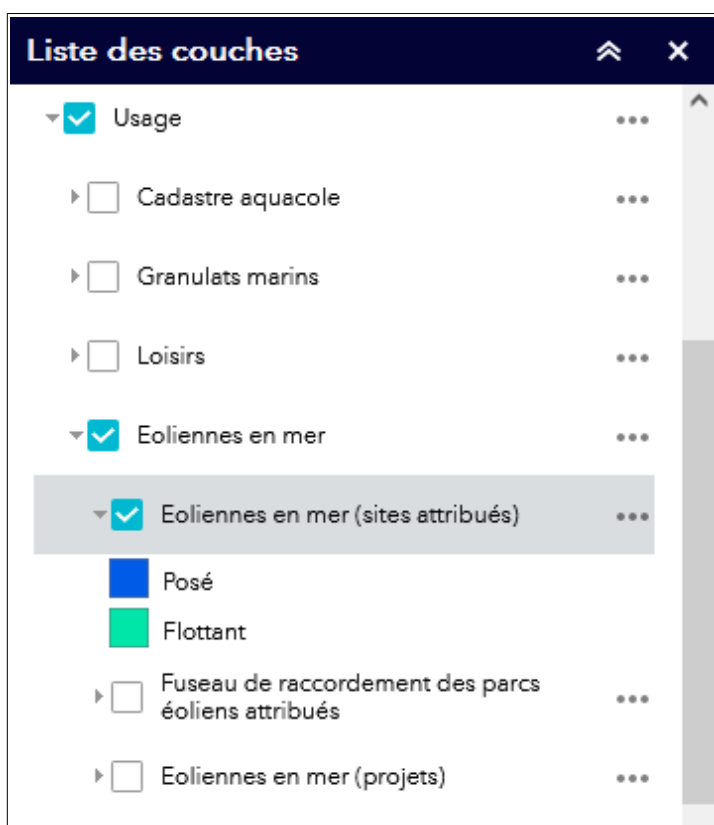 Liste des couches
Usage
Cadastre aquacole
Granulats marins
Loisirs
Eoliennes en mer
Eoliennes en mer (sites attribués)
Posé
Flottant
Fuseau de raccordement des parcs
éoliens attribués
Eoliennes en mer (projets)